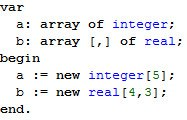 var
  a: array of integer;
  b: array [,] of real;
begin
  a := new integer[5];
  b := new real[4,3];
end.